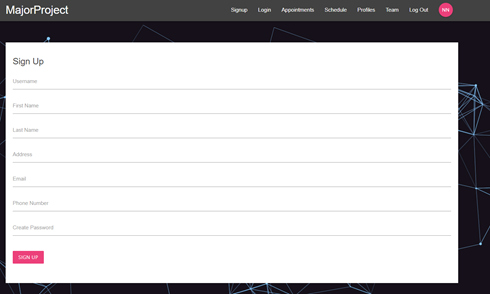 MajorProject
Signup Login Appointments Schedule Profiles Team Log Out NN
Sign Up
Username
First Name
Last Name
Address
Email
Phone Number
Create Password
SIGN UP